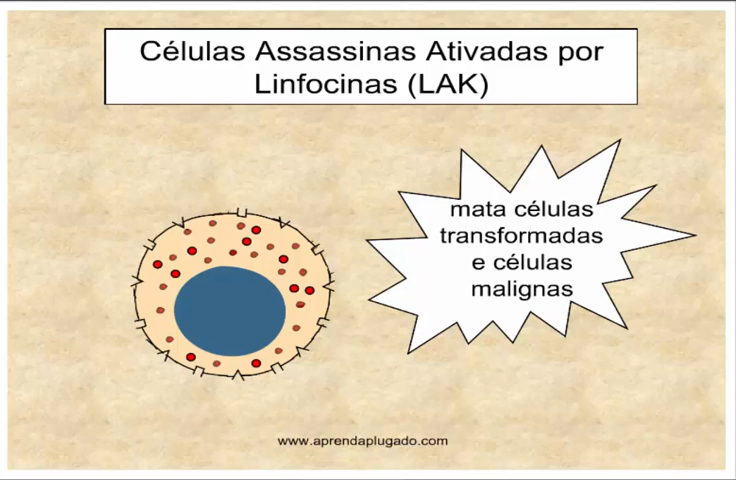 Células Assassinas Ativadas por
Linfocinas (LAK)
mata células
transformadas
e células
malignas
www.aprendaplugado.com